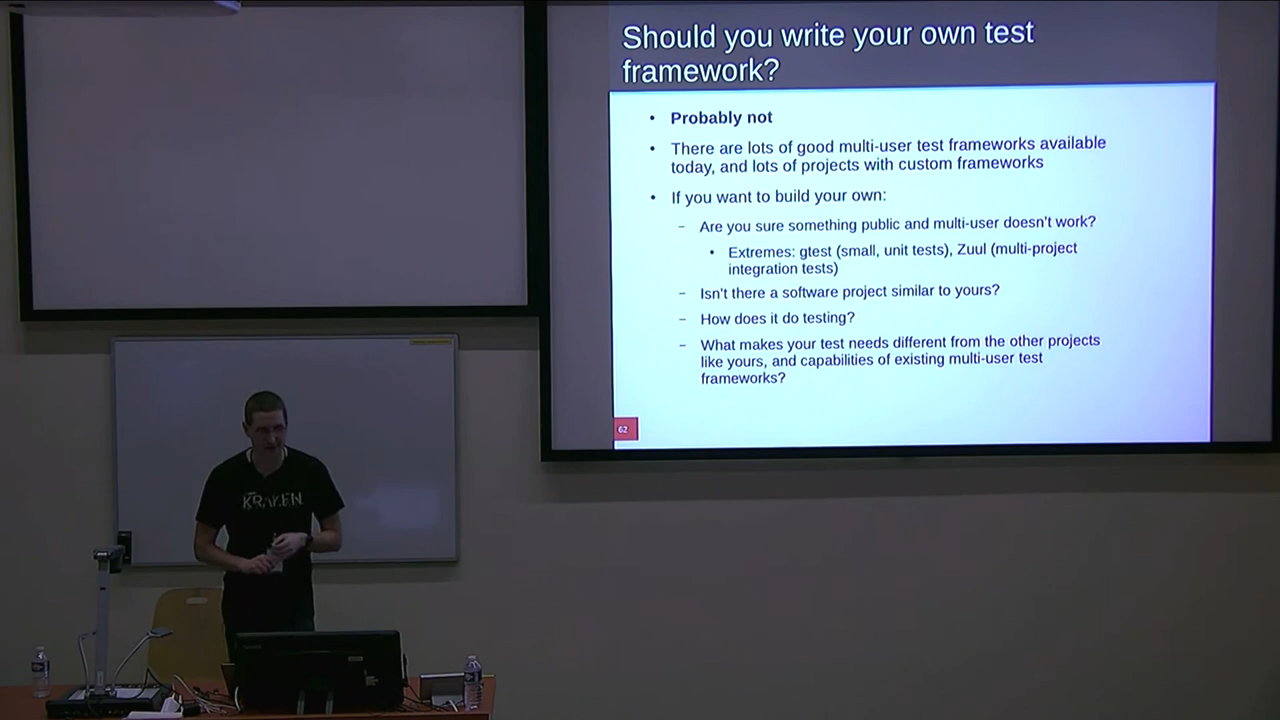 Should you write your own test
framework?
• Probably not
• There are lots of good multi-user test frameworks available
today, and lots of projects with custom frameworks
• If you want to build your own:
– Are you sure something public and multi-user doesn't work?
• Extremes: gtest (small, unit tests), Zuul (multi-project
integration tests)
– Isn't there a software project similar to yours?
– How does it do testing?
– What makes your test needs different from the other projects
like yours, and capabilities of existing multi-user test
frameworks?
62
KRAKEN